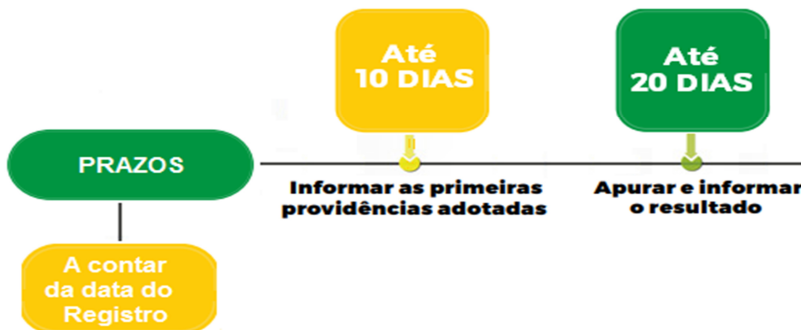 Até
10 DIAS
Até
20 DIAS
PRAZOS
Informar as primeiras
providências adotadas
Apurar e informar
o resultado
A contar
da data do
Registro